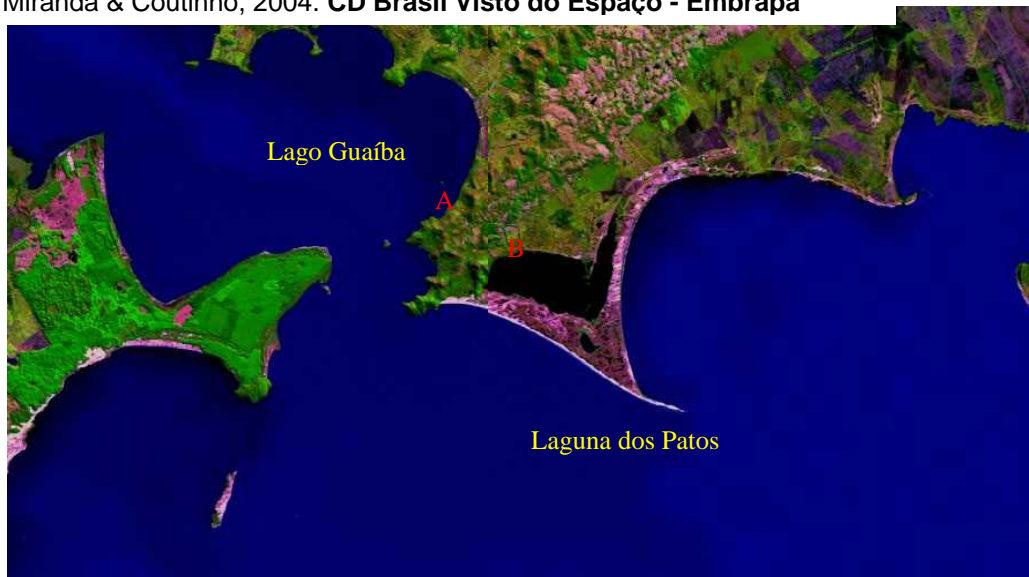 Miranda & Coutinho, 2004. CD Brasil Visto do Espaço - Embrapa
Lago Guaíba
A
B
Laguna dos Patos